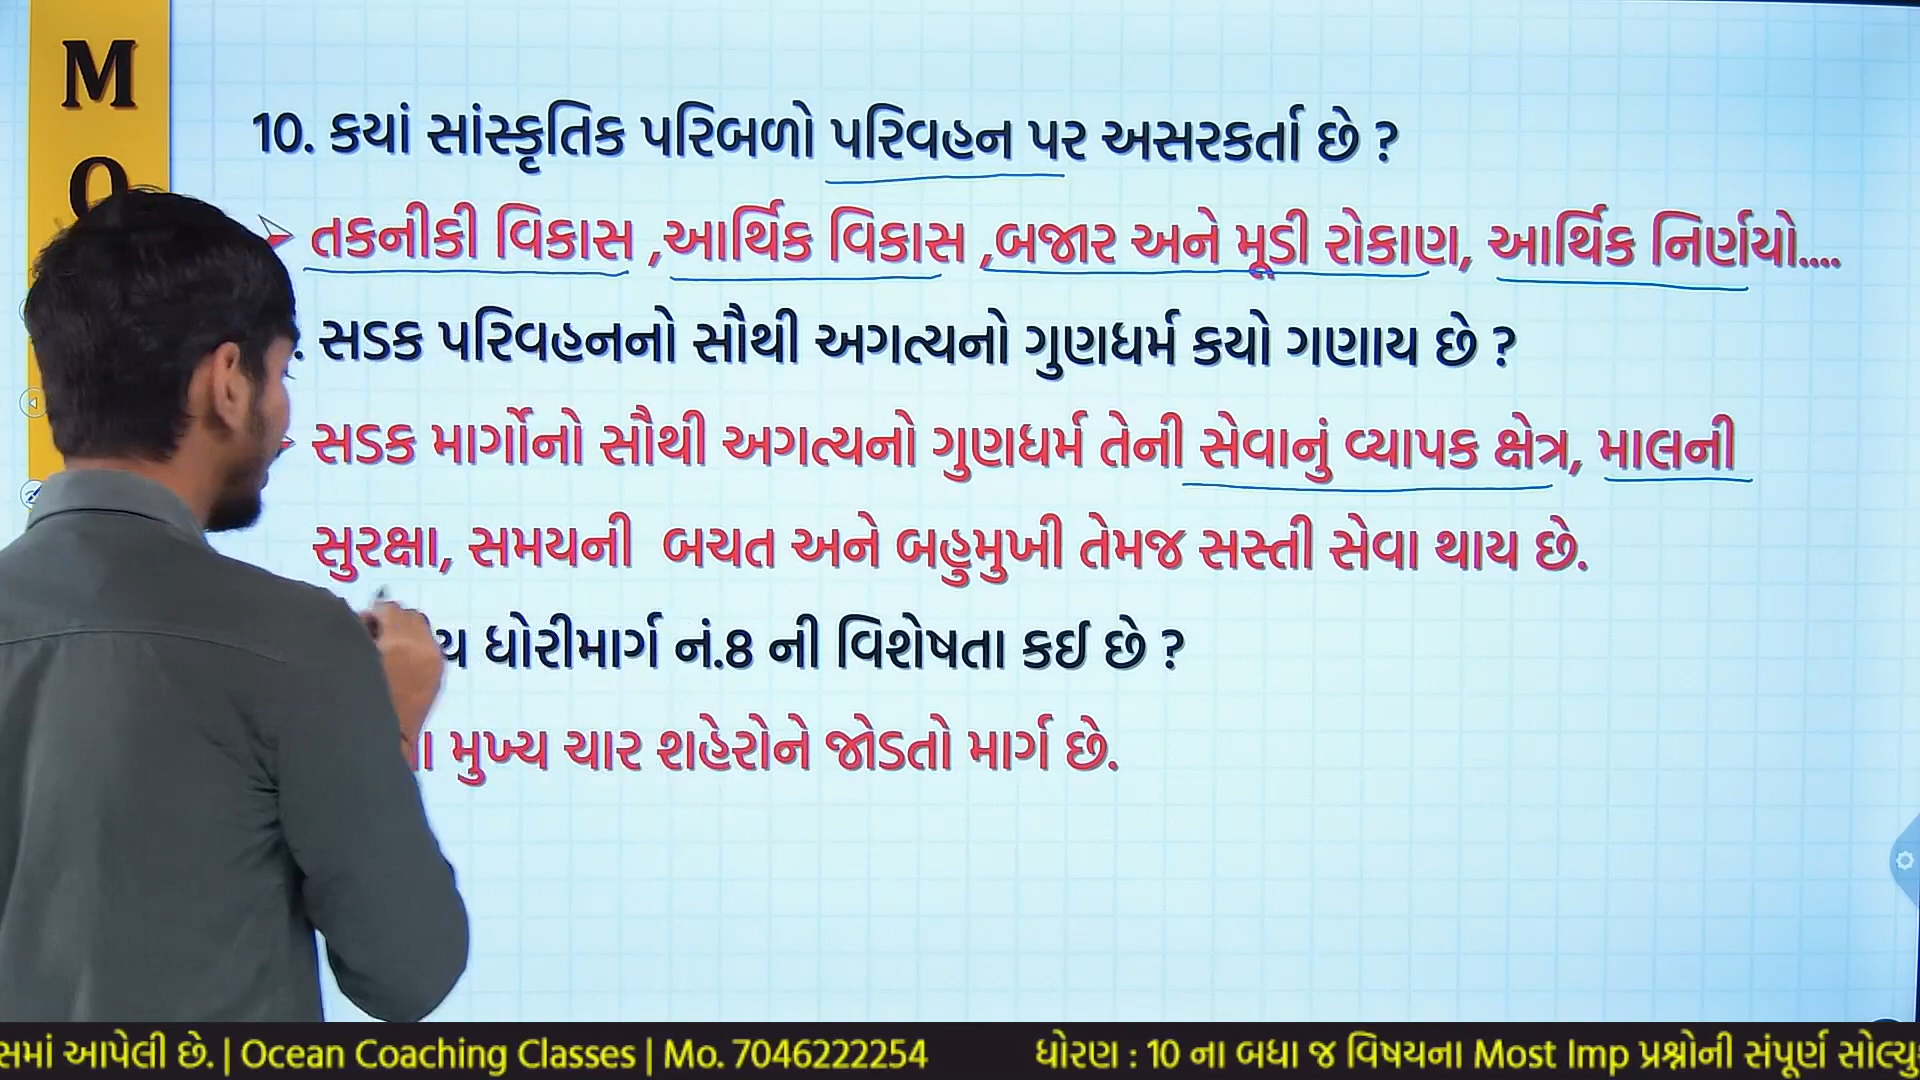 M
O
10. કયાં સાંસ્કૃતિક પરિબળો પરિવહન પર અસરકર્તા છે ?
તકનીકી વિકાસ ,આર્થિક વિકાસ ,બજાર અને મૂડી રોકાણ, આર્થિક નિર્ણયો....
. સડક પરિવહનનો સૌથી અગત્યનો ગુણધર્મ કયો ગણાય છે ?
સડક માર્ગોનો સૌથી અગત્યનો ગુણધર્મ તેની સેવાનું વ્યાપક ક્ષેત્ર, માલની
સુરક્ષા, સમયની બચત અને બહુમુખી તેમજ સસ્તી સેવા થાય છે.
ધોરીમાર્ગ નં.8 ની વિશેષતા કઈ છે ?
મુખ્ય ચાર શહેરોને જોડતો માર્ગ છે.
આપેલી છે. | Ocean Coaching Classes | Mo. 7046222254 ધોરણ : 10 ના બધા જ વિષયના Most Imp પ્રશ્નોની સંપૂર્ણ